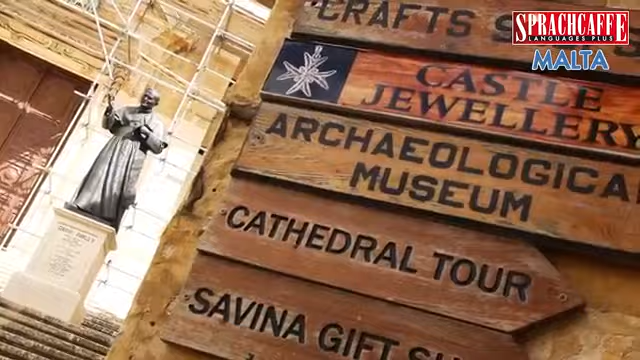 CRAFTS
SPRACHCAFFE
LANGUAGES PLUS
MALTA
CASTLE
JEWELLERY
ARCHAEOLOGICAL
MUSEUM
CATHEDRAL TOUR
SAVINA GIFT